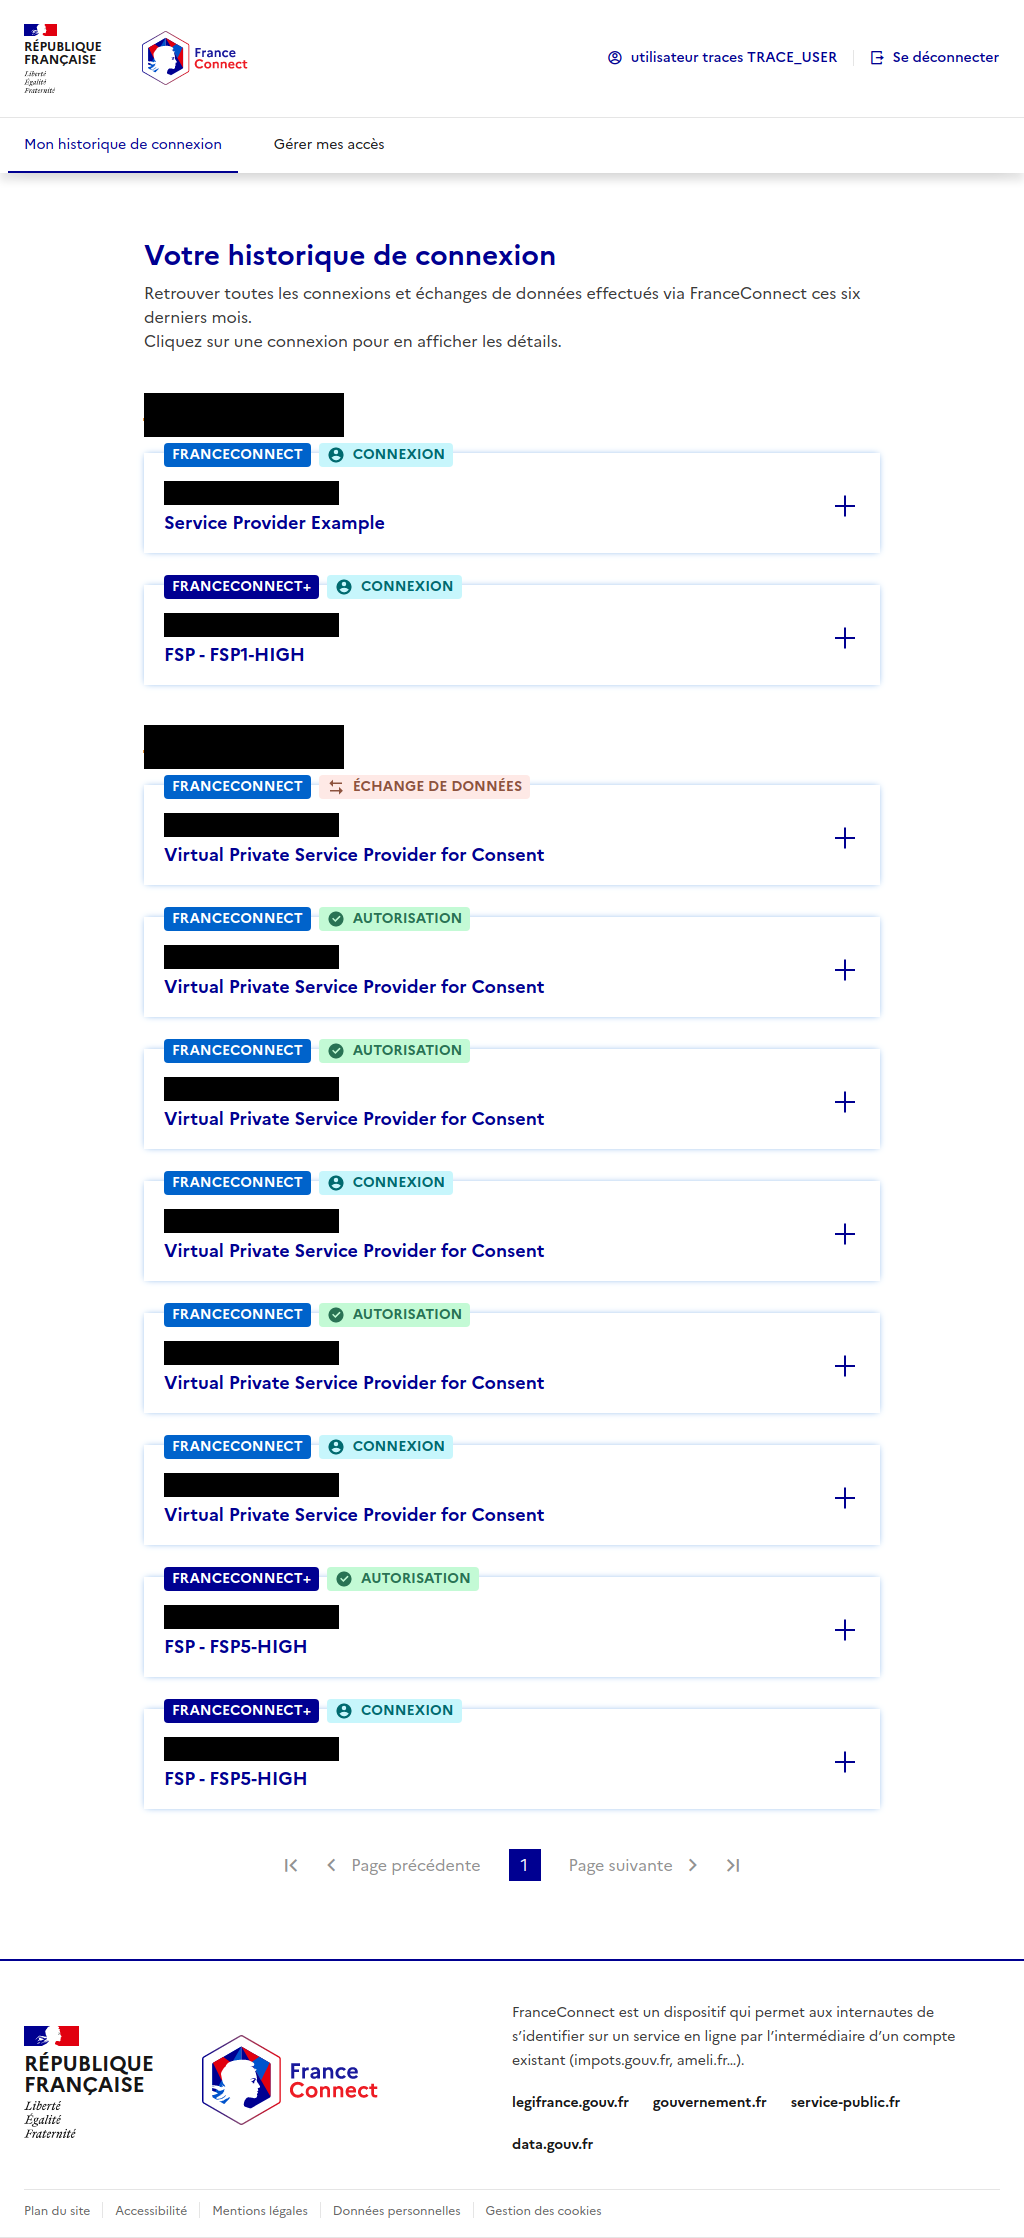 RÉPUBLIQUE
FRANÇAISE
Liberté
Égalité
Fraternité
France
Connect
utilisateur traces TRACE_USER
Se déconnecter
Mon historique de connexion
Gérer mes accès
Votre historique de connexion
Retrouver toutes les connexions et échanges de données effectués via FranceConnect ces six
derniers mois.
Cliquez sur une connexion pour en afficher les détails.
FRANCECONNECT CONNEXION
Service Provider Example
FRANCECONNECT+ CONNEXION
FSP - FSP1-HIGH
FRANCECONNECT ÉCHANGE DE DONNÉES
Virtual Private Service Provider for Consent
FRANCECONNECT AUTORISATION
Virtual Private Service Provider for Consent
FRANCECONNECT AUTORISATION
Virtual Private Service Provider for Consent
FRANCECONNECT CONNEXION
Virtual Private Service Provider for Consent
FRANCECONNECT AUTORISATION
Virtual Private Service Provider for Consent
FRANCECONNECT CONNEXION
Virtual Private Service Provider for Consent
FRANCECONNECT+ AUTORISATION
FSP - FSP5-HIGH
FRANCECONNECT+ CONNEXION
FSP - FSP5-HIGH
Page précédente 1 Page suivante
RÉPUBLIQUE
FRANÇAISE
Liberté
Égalité
Fraternité
France
Connect
FranceConnect est un dispositif qui permet aux internautes de
s’identifier sur un service en ligne par l’intermédiaire d’un compte
existant (impots.gouv.fr, ameli.fr…).
legifrance.gouv.fr gouvernement.fr service-public.fr
data.gouv.fr
Plan du site Accessibilité Mentions légales Données personnelles Gestion des cookies